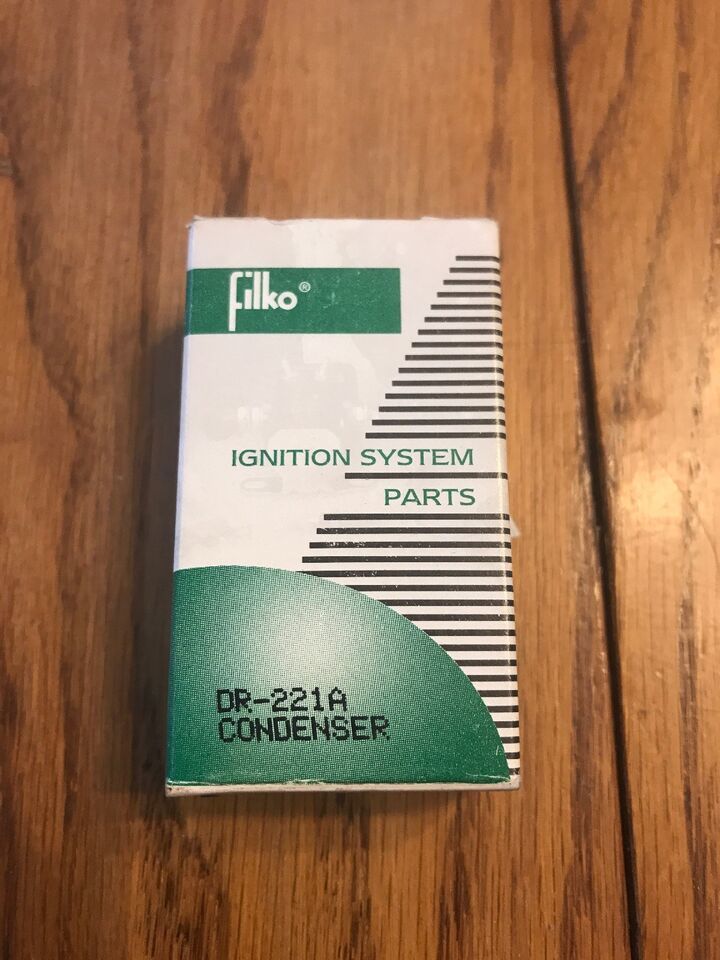 filko®
IGNITION SYSTEM
PARTS
DR-221A
CONDENSER